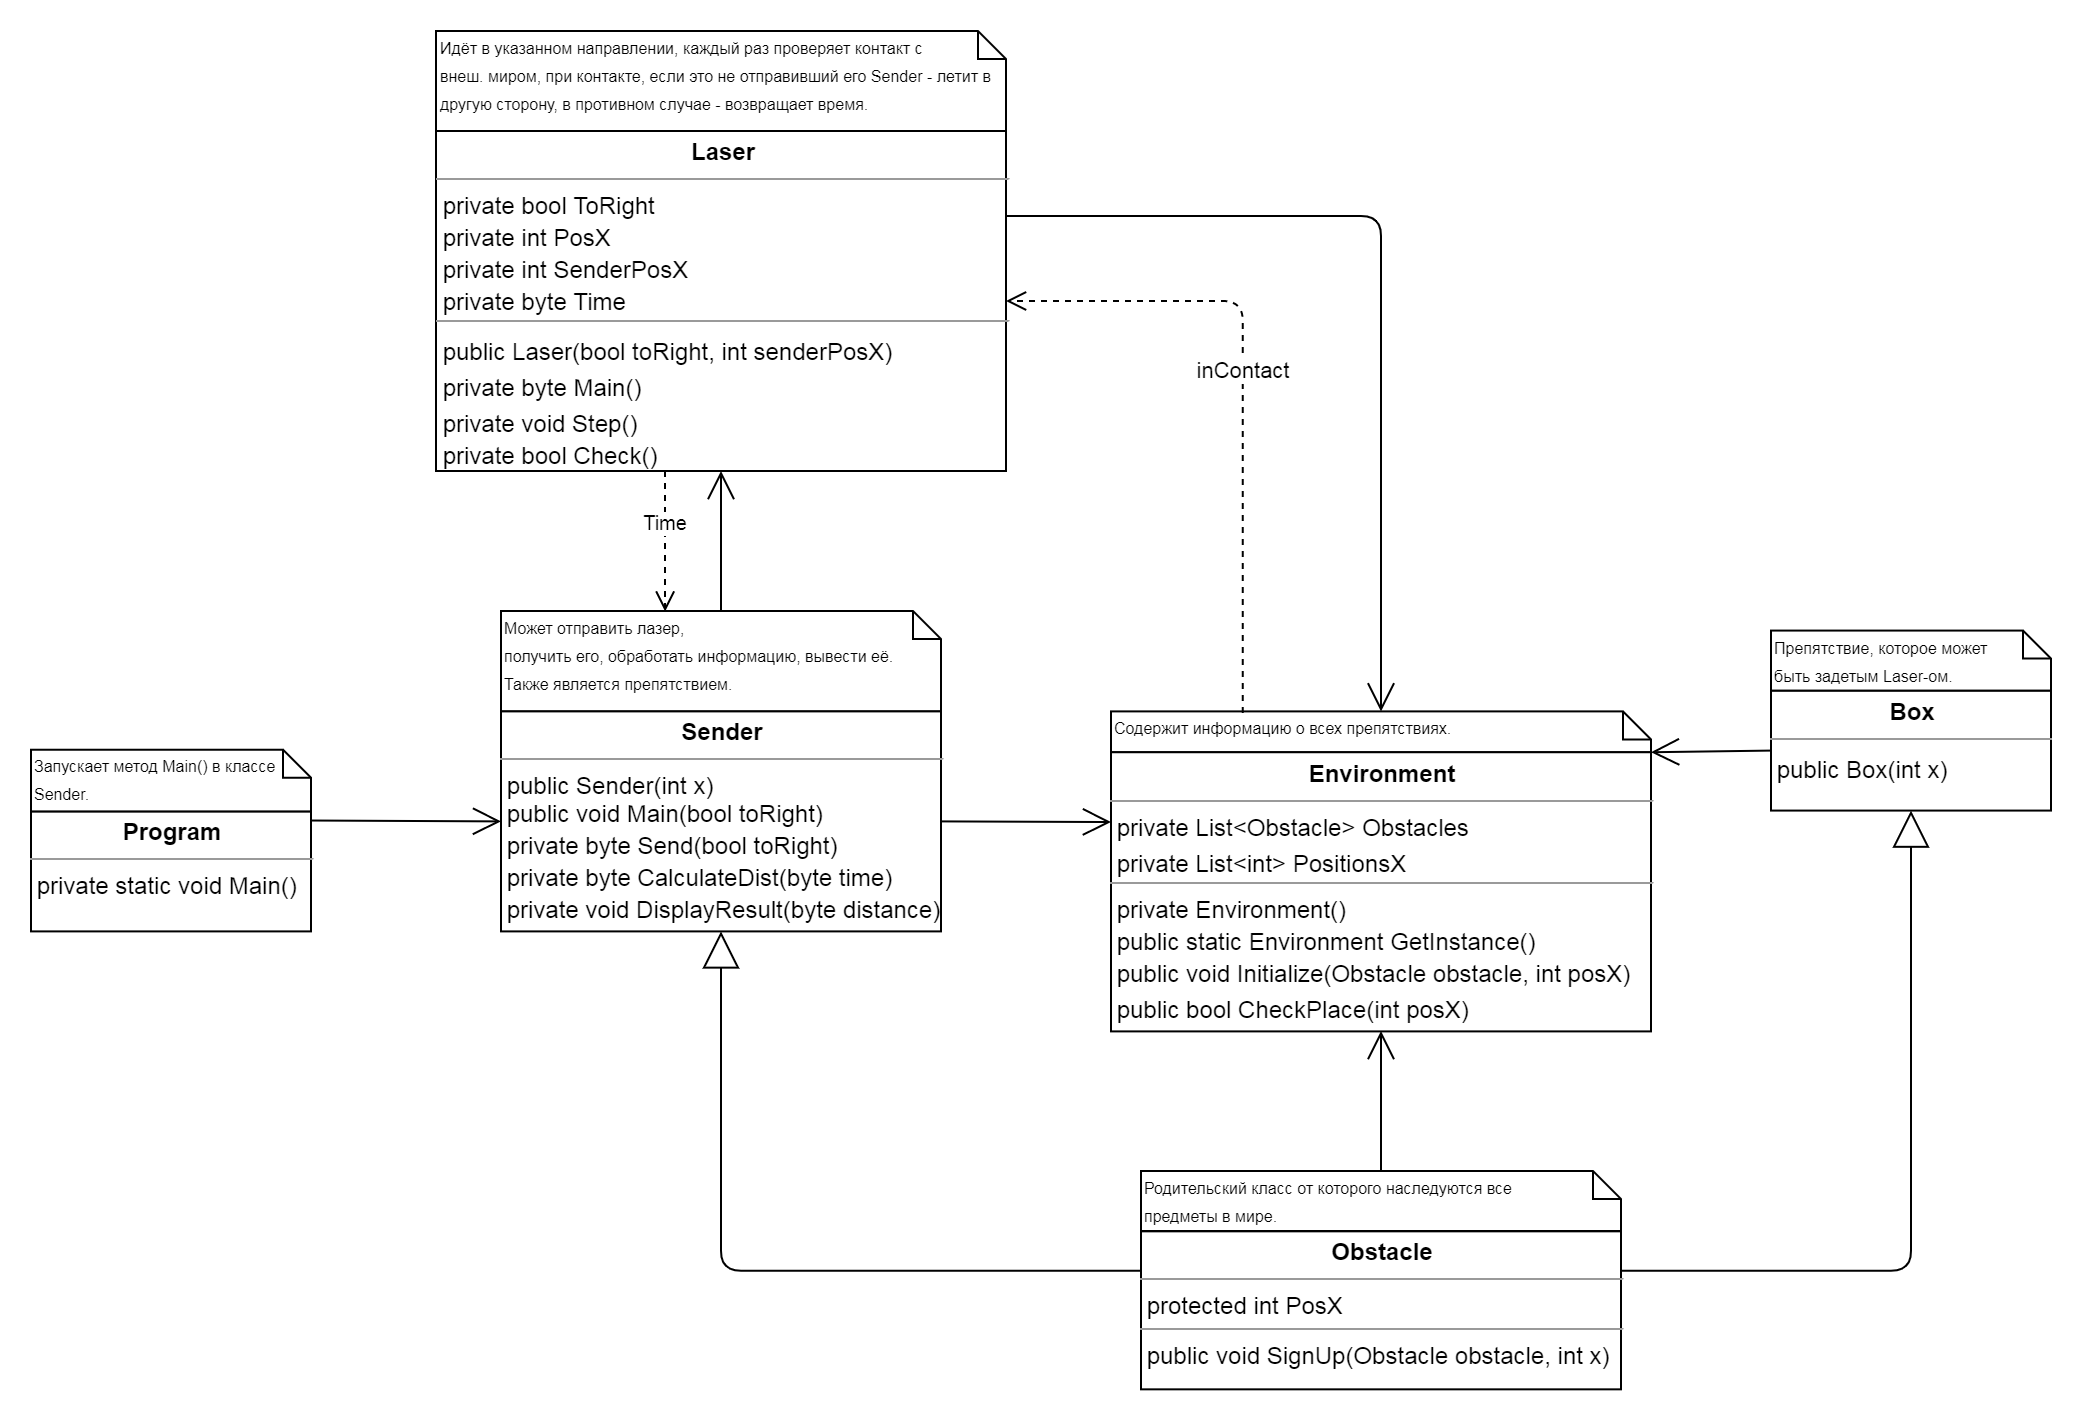 Идёт в указанном направлении, каждый раз проверяет контакт с
внеш. миром, при контакте, если это не отправивший его Sender - летит в
другую сторону, в противном случае - возвращает время.
Laser
private bool ToRight
private int PosX
private int SenderPosX
private byte Time
public Laser(bool toRight, int senderPosX)
private byte Main()
private void Step()
private bool Check()
inContact
Time
Может отправить лазер,
получить его, обработать информацию, вывести её.
Также является препятствием.
Sender
public Sender(int x)
public void Main(bool toRight)
private byte Send(bool toRight)
private byte CalculateDist(byte time)
private void DisplayResult(byte distance)
Запускает метод Main() в классе
Sender.
Program
private static void Main()
Содержит информацию о всех препятствиях.
Environment
private List<Obstacle> Obstacles
private List<int> PositionsX
private Environment()
public static Environment GetInstance()
public void Initialize(Obstacle obstacle, int posX)
public bool CheckPlace(int posX)
Препятствие, которое может
быть задетым Laser-ом.
Box
public Box(int x)
Родительский класс от которого наследуются все
предметы в мире.
Obstacle
protected int PosX
public void SignUp(Obstacle obstacle, int x)